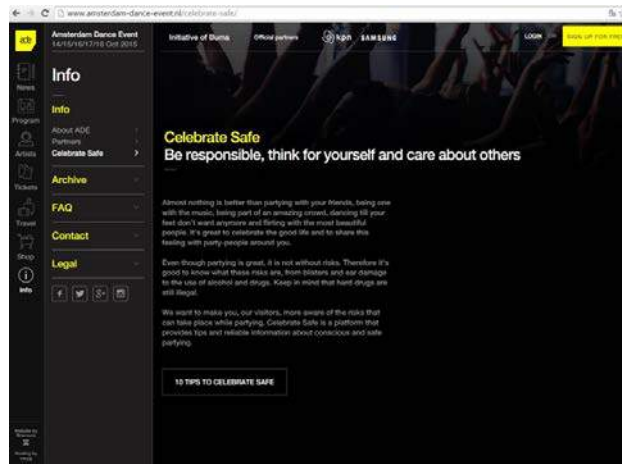 www.amsterdam-dance-event.nl/celebrate-safe/
ade
Amsterdam Dance Event
14/15/16/17/18 Oct 2015
Initiative of Buma
Official partners
kpn
SAMSUNG
LOGIN
SIGN UP FOR FREE
News
Program
Artists
Tickets
Travel
Shop
Info
Info
Info
About ADE
Partners
Celebrate Safe
Archive
FAQ
Contact
Legal
Celebrate Safe
Be responsible, think for yourself and care about others
Almost nothing is better than partying with your friends, being one
with the music, being part of an amazing crowd, dancing till your
feet don't want anymore and flirting with the most beautiful
people. It's great to celebrate the good life and to share this
feeling with party-people around you.
Even though partying is great, it is not without risks. Therefore it's
good to know what these risks are, from blisters and ear damage
to the use of alcohol and drugs. Keep in mind that hard drugs are
still illegal.
We want to make you, our visitors, more aware of the risks that
can take place while partying. Celebrate Safe is a platform that
provides tips and reliable information about conscious and safe
partying.
10 TIPS TO CELEBRATE SAFE
Website by
Hosting by